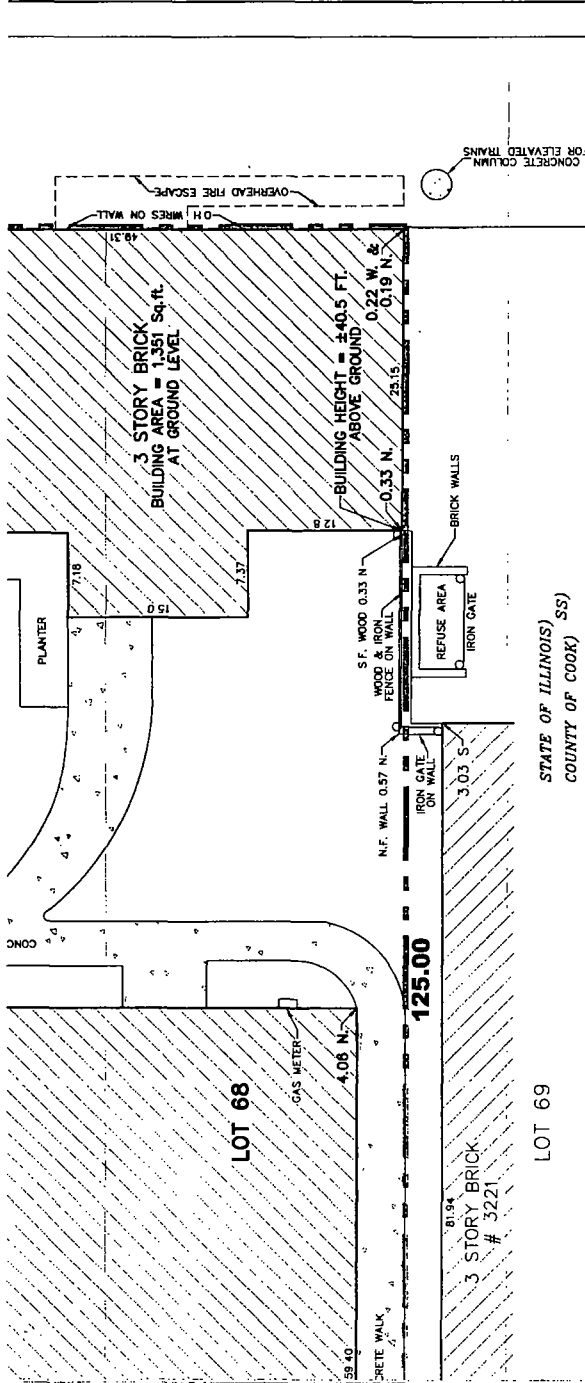 CONCRETE COLUMN
FOR ELEVATED TRAINS
OVERHEAD FIRE ESCAPE
O.H. WIRES ON WALL
49.31
3 STORY BRICK
BUILDING AREA = 1,351 Sq.ft.
AT GROUND LEVEL
BUILDING HEIGHT = ±40.5 FT.
ABOVE GROUND
0.22 W. &
0.19 N.
25.15
0.33 N.
12.8
7.18
7.37
15.0
PLANTER
S.F. WOOD 0.33 N
WOOD & IRON
FENCE ON WALL
BRICK WALLS
REFUSE AREA
IRON GATE
N.F. WALL 0.57 N.
IRON GATE
ON WALL
3.03 S
CONC
125.00
GAS METER
4.08 N.
LOT 68
59.40
CRETE WALK
81.94
3 STORY BRICK
# 3221
LOT 69
STATE OF ILLINOIS)
COUNTY OF COOK) SS)